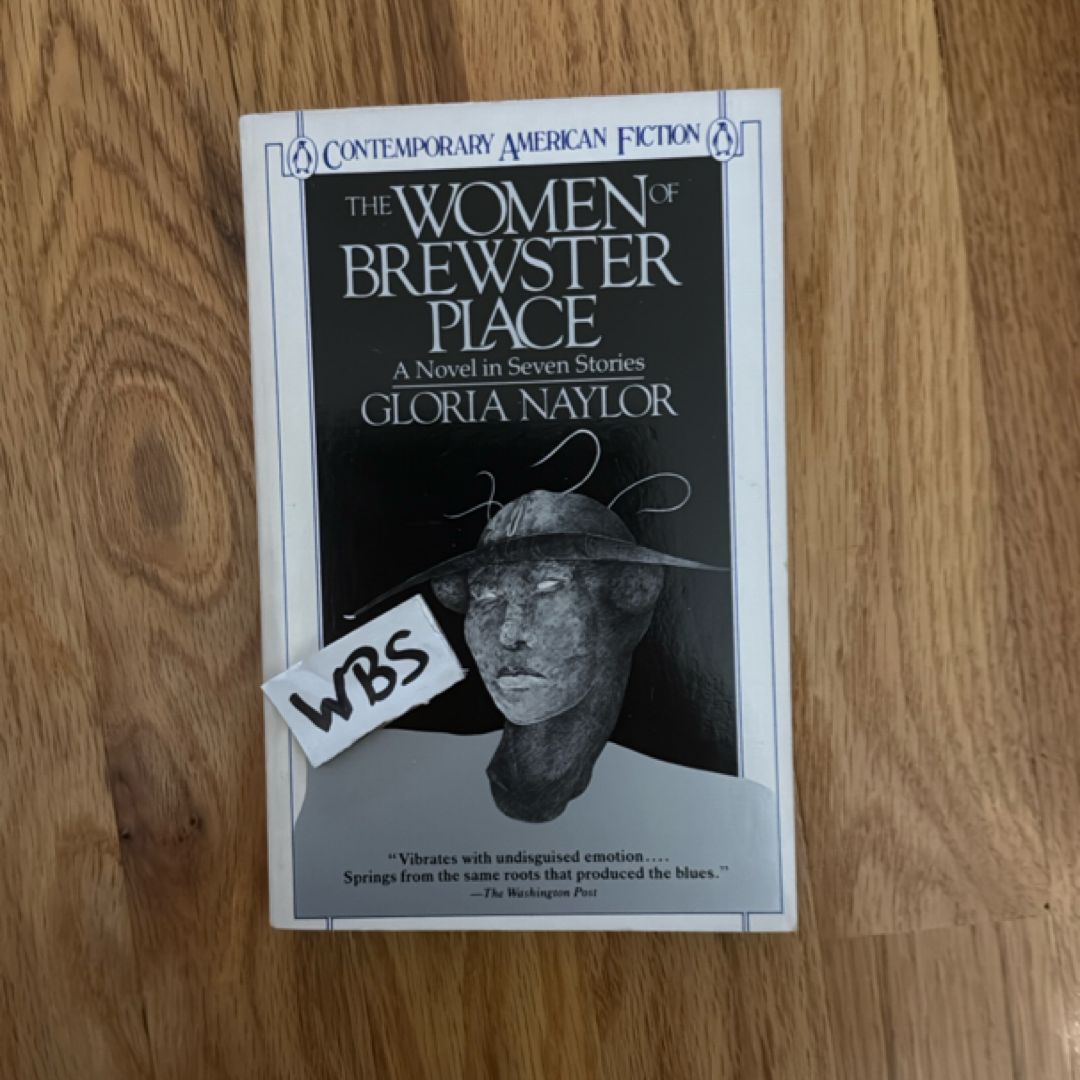 CONTEMPORARY AMERICAN FICTION
THE WOMEN OF
BREWSTER
PLACE
A Novel in Seven Stories
GLORIA NAYLOR
WBS
“Vibrates with undisguised emotion....
Springs from the same roots that produced the blues.”
—The Washington Post